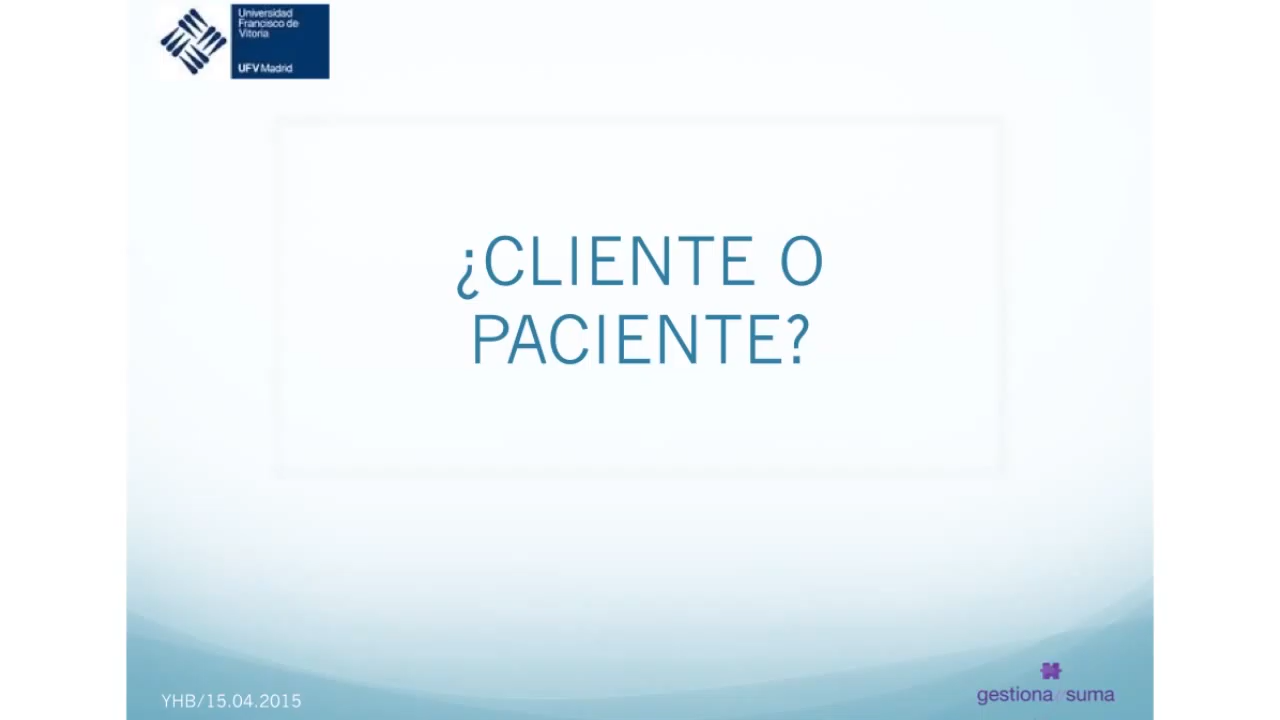 Universidad
Francisco de
Vitoria
UFV Madrid
¿CLIENTE O
PACIENTE?
YHB/15.04.2015
gestiona suma